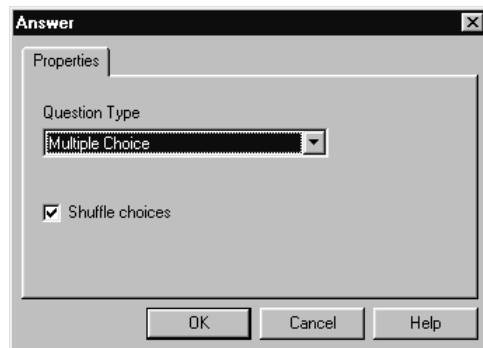 Answer
Properties
Question Type
Multiple Choice
Shuffle choices
OK Cancel Help